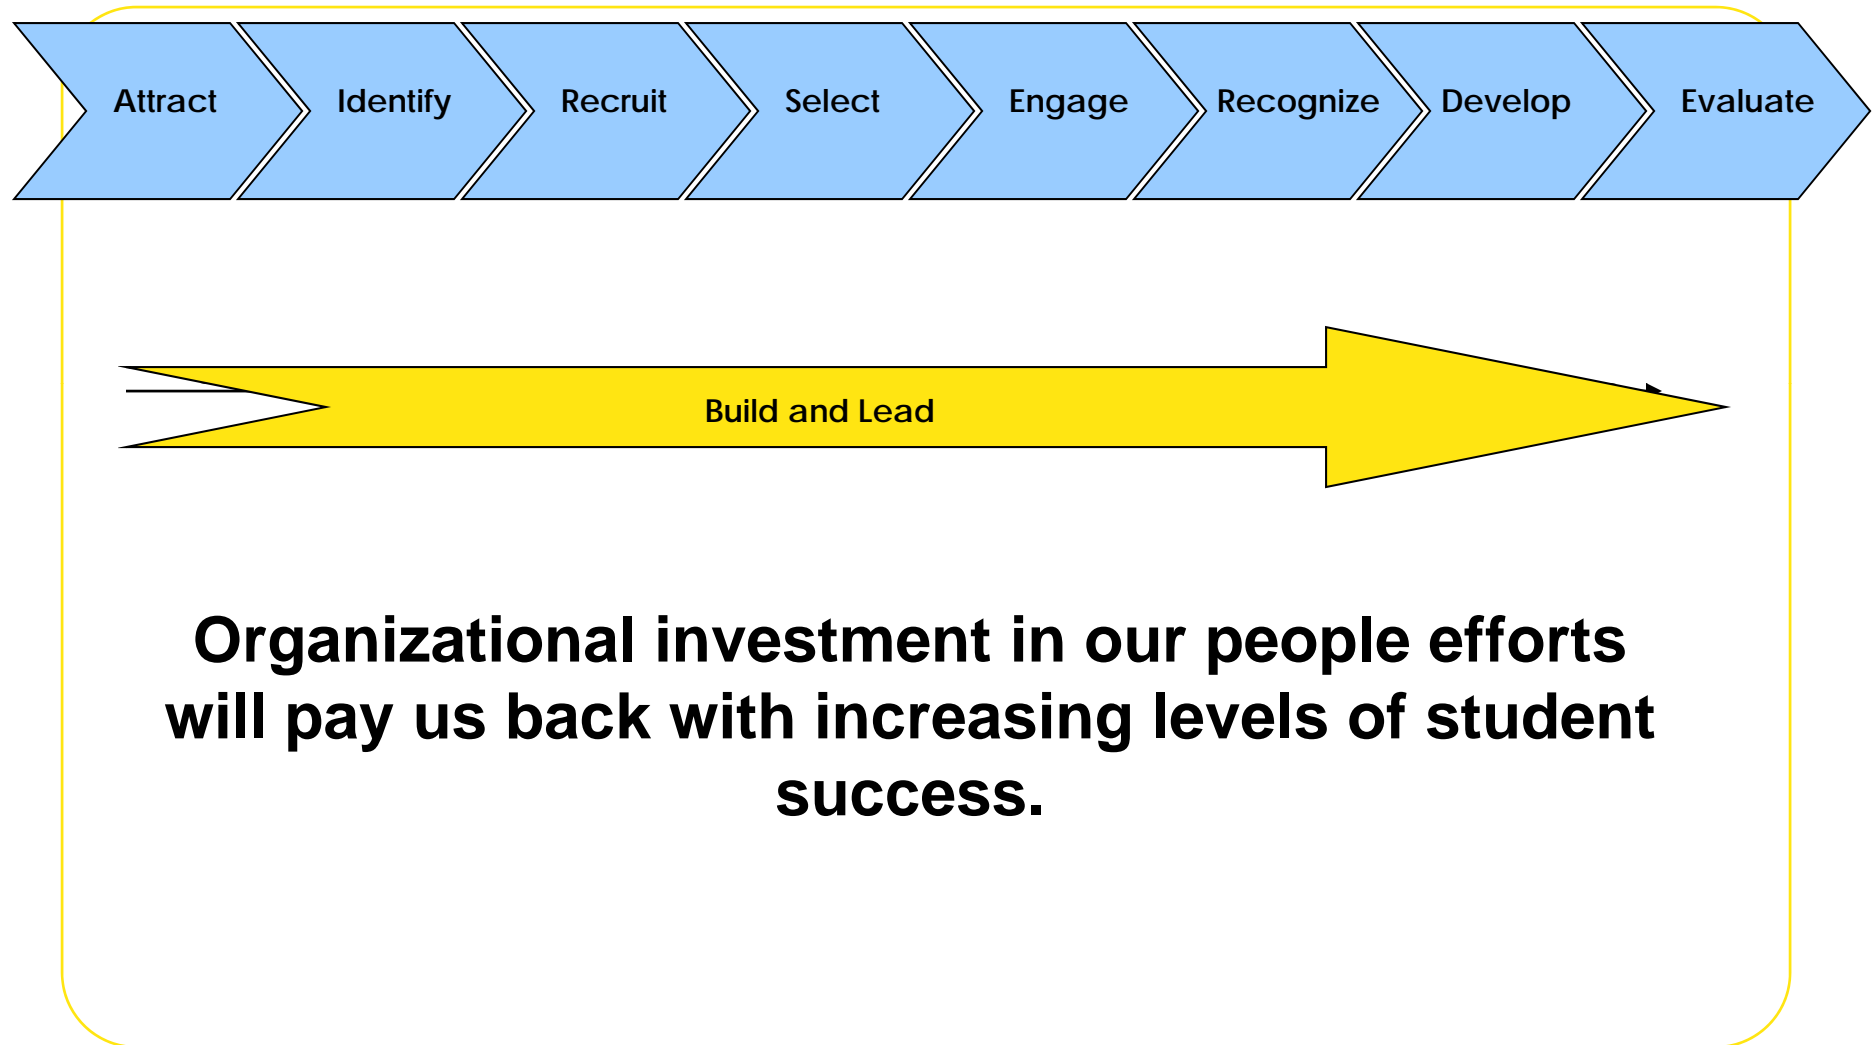 Attract
Identify
Recruit
Select
Engage
Recognize
Develop
Evaluate
Build and Lead
Organizational investment in our people efforts
will pay us back with increasing levels of student
success.